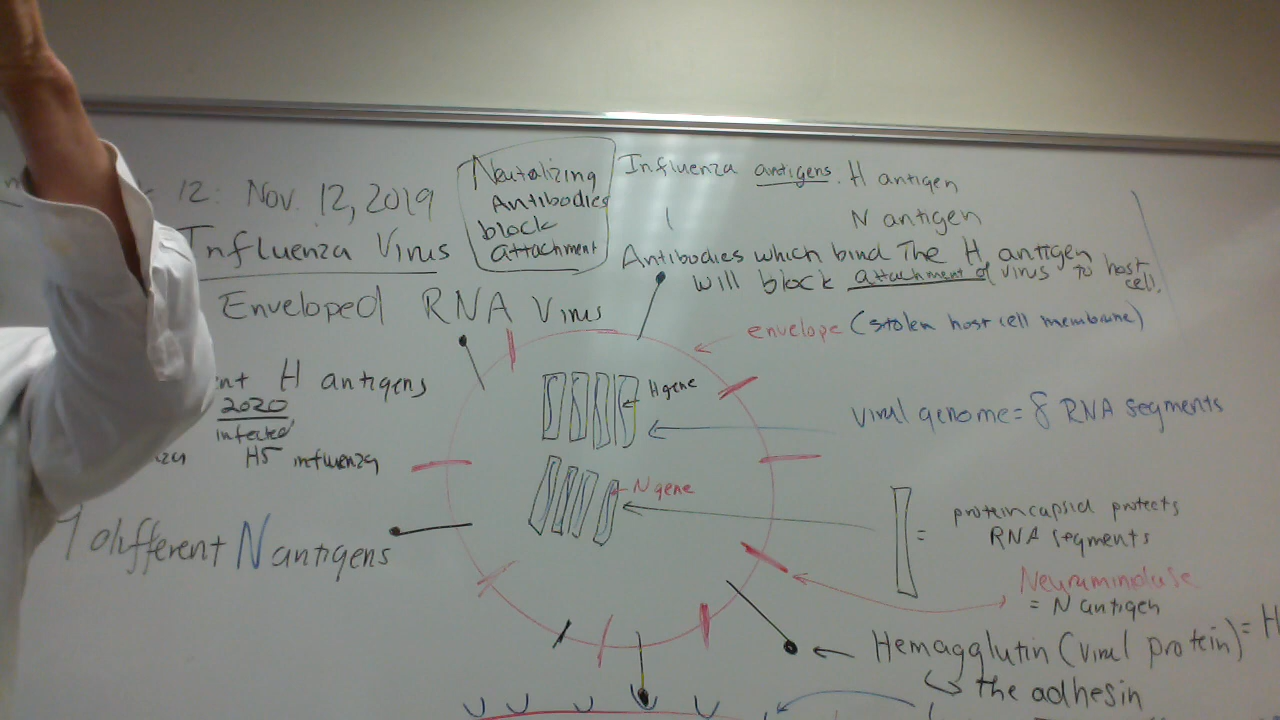 12: Nov. 12, 2019
Influenza Virus
Enveloped RNA Virus
Neutralizing
Antibodies
block
attachment
Influenza antigens. H antigen
N antigen
Antibodies which bind The H antigen
will block attachment of virus to host
cell.
envelope (stolen host cell membrane)
H antigens
2020
infected
H5 influenza
H gene
viral genome = 8 RNA segments
N gene
different N antigens
= protein capsid protects
RNA segments
Neuraminidase
= N antigen
Hemagglutin (viral protein) = H
↳ the adhesin